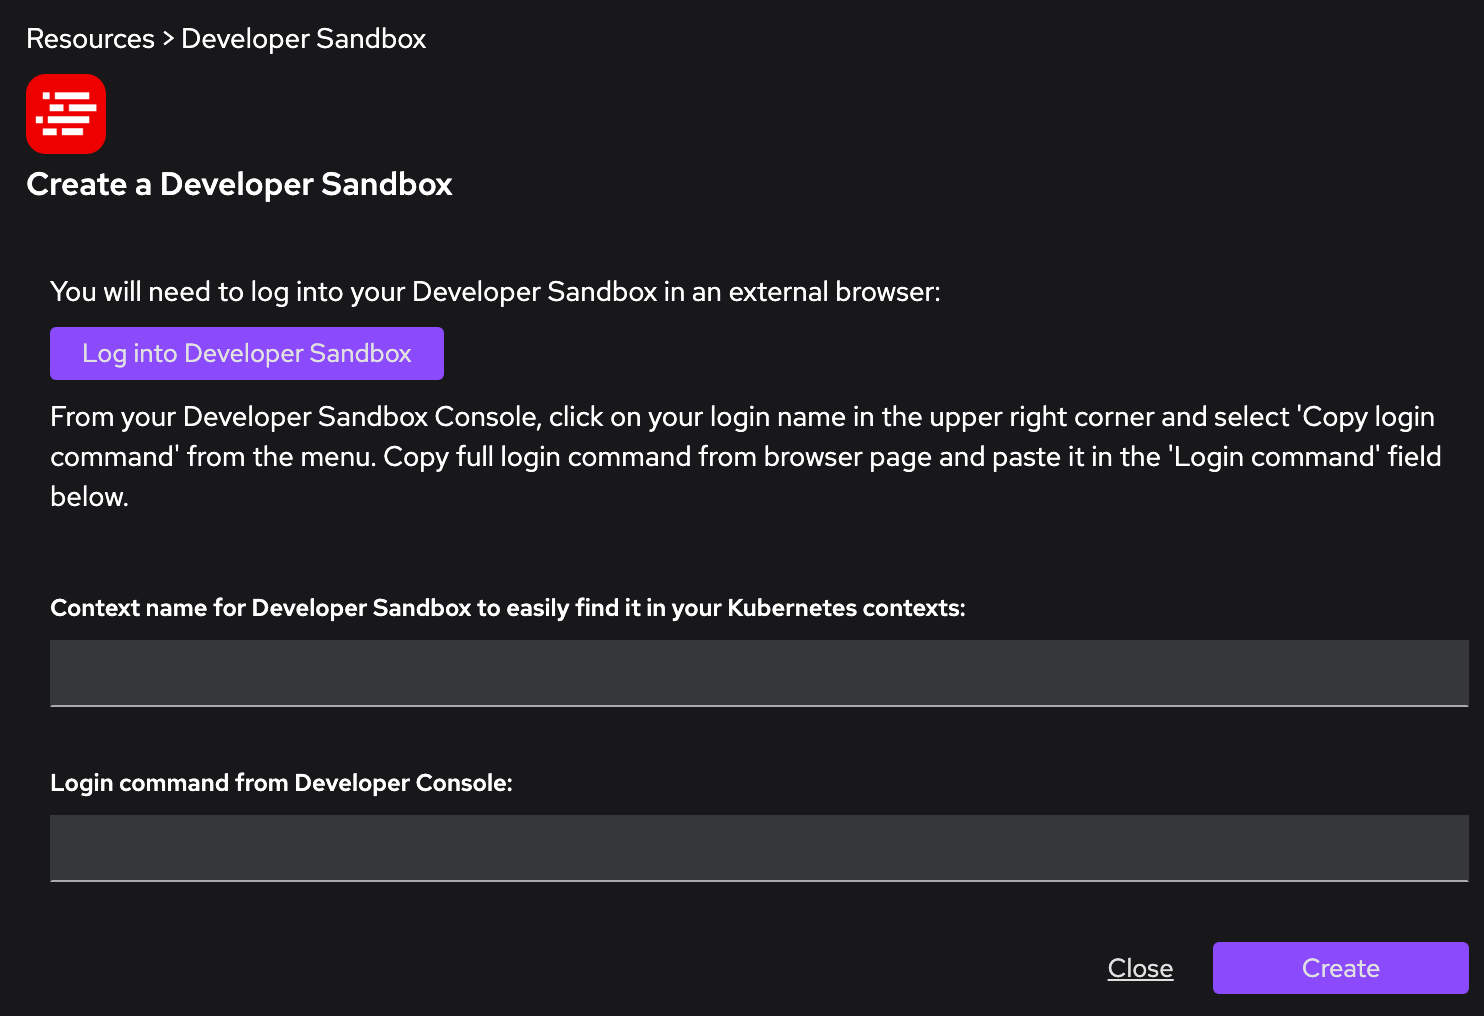 Resources > Developer Sandbox
Create a Developer Sandbox
You will need to log into your Developer Sandbox in an external browser:
Log into Developer Sandbox
From your Developer Sandbox Console, click on your login name in the upper right corner and select 'Copy login
command' from the menu. Copy full login command from browser page and paste it in the 'Login command' field
below.
Context name for Developer Sandbox to easily find it in your Kubernetes contexts:
Login command from Developer Console:
Close
Create